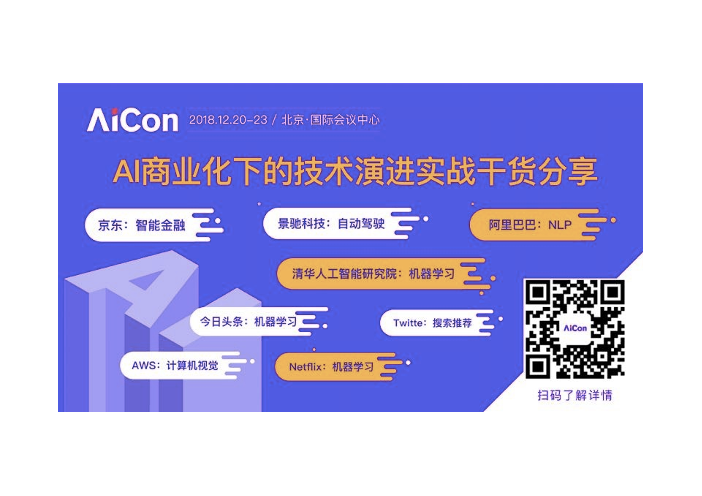 AiCon 2018.12.20-23 / 北京·国际会议中心
AI商业化下的技术演进实战干货分享
京东：智能金融
景驰科技：自动驾驶
阿里巴巴：NLP
清华人工智能研究院：机器学习
今日头条：机器学习
Twitte：搜索推荐
AWS：计算机视觉
Netflix：机器学习
AiCon
扫码了解详情